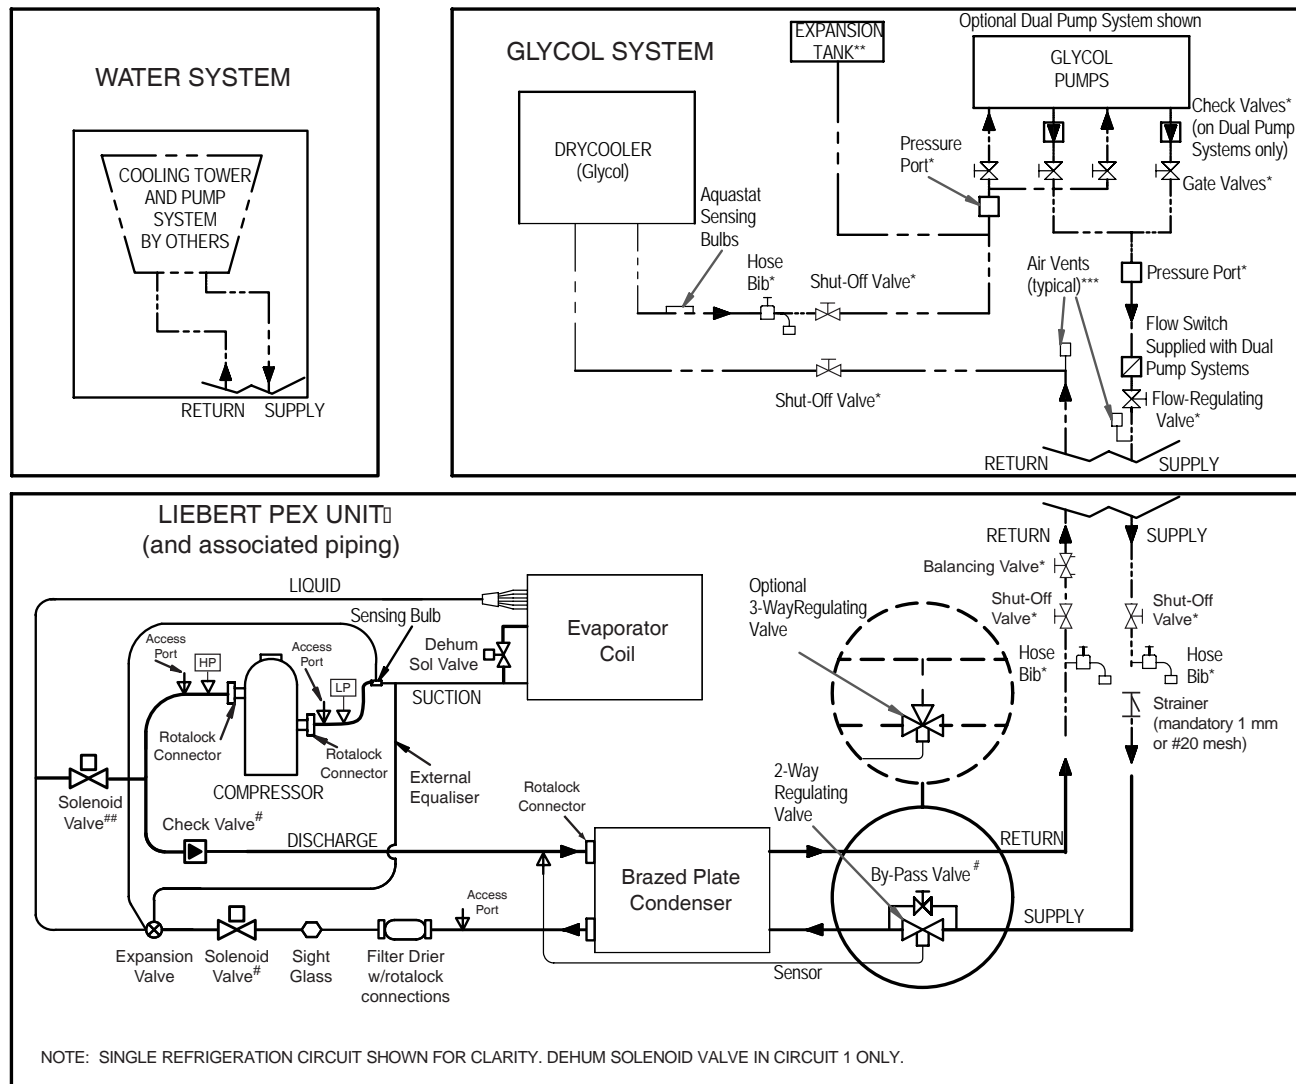 WATER SYSTEM
COOLING TOWER
AND PUMP
SYSTEM
BY OTHERS
RETURN
SUPPLY
GLYCOL SYSTEM
EXPANSION
TANK**
Optional Dual Pump System shown
GLYCOL
PUMPS
Check Valves*
(on Dual Pump
Systems only)
DRYCOOLER
(Glycol)
Pressure
Port*
Gate Valves*
Aquastat
Sensing
Bulbs
Hose
Bib*
Shut-Off Valve*
Air Vents
(typical)***
Pressure Port*
Flow Switch
Supplied with Dual
Pump Systems
Shut-Off Valve*
Flow-Regulating
Valve*
RETURN
SUPPLY
LIEBERT PEX UNIT▯
(and associated piping)
LIQUID
Sensing Bulb
Access
Port
HP
Access
Port
LP
Dehum
Sol Valve
Evaporator
Coil
SUCTION
Rotalock
Connector
Rotalock
Connector
External
Equaliser
COMPRESSOR
Solenoid
Valve##
Check Valve#
DISCHARGE
Rotalock
Connector
Brazed Plate
Condenser
Access
Port
Expansion
Valve
Solenoid
Valve#
Sight
Glass
Filter Drier
w/rotalock
connections
Sensor
Optional
3-WayRegulating
Valve
2-Way
Regulating
Valve
By-Pass Valve#
RETURN
SUPPLY
RETURN
SUPPLY
Balancing Valve*
Shut-Off
Valve*
Shut-Off
Valve*
Hose
Bib*
Hose
Bib*
Strainer
(mandatory 1 mm
or #20 mesh)
NOTE: SINGLE REFRIGERATION CIRCUIT SHOWN FOR CLARITY. DEHUM SOLENOID VALVE IN CIRCUIT 1 ONLY.